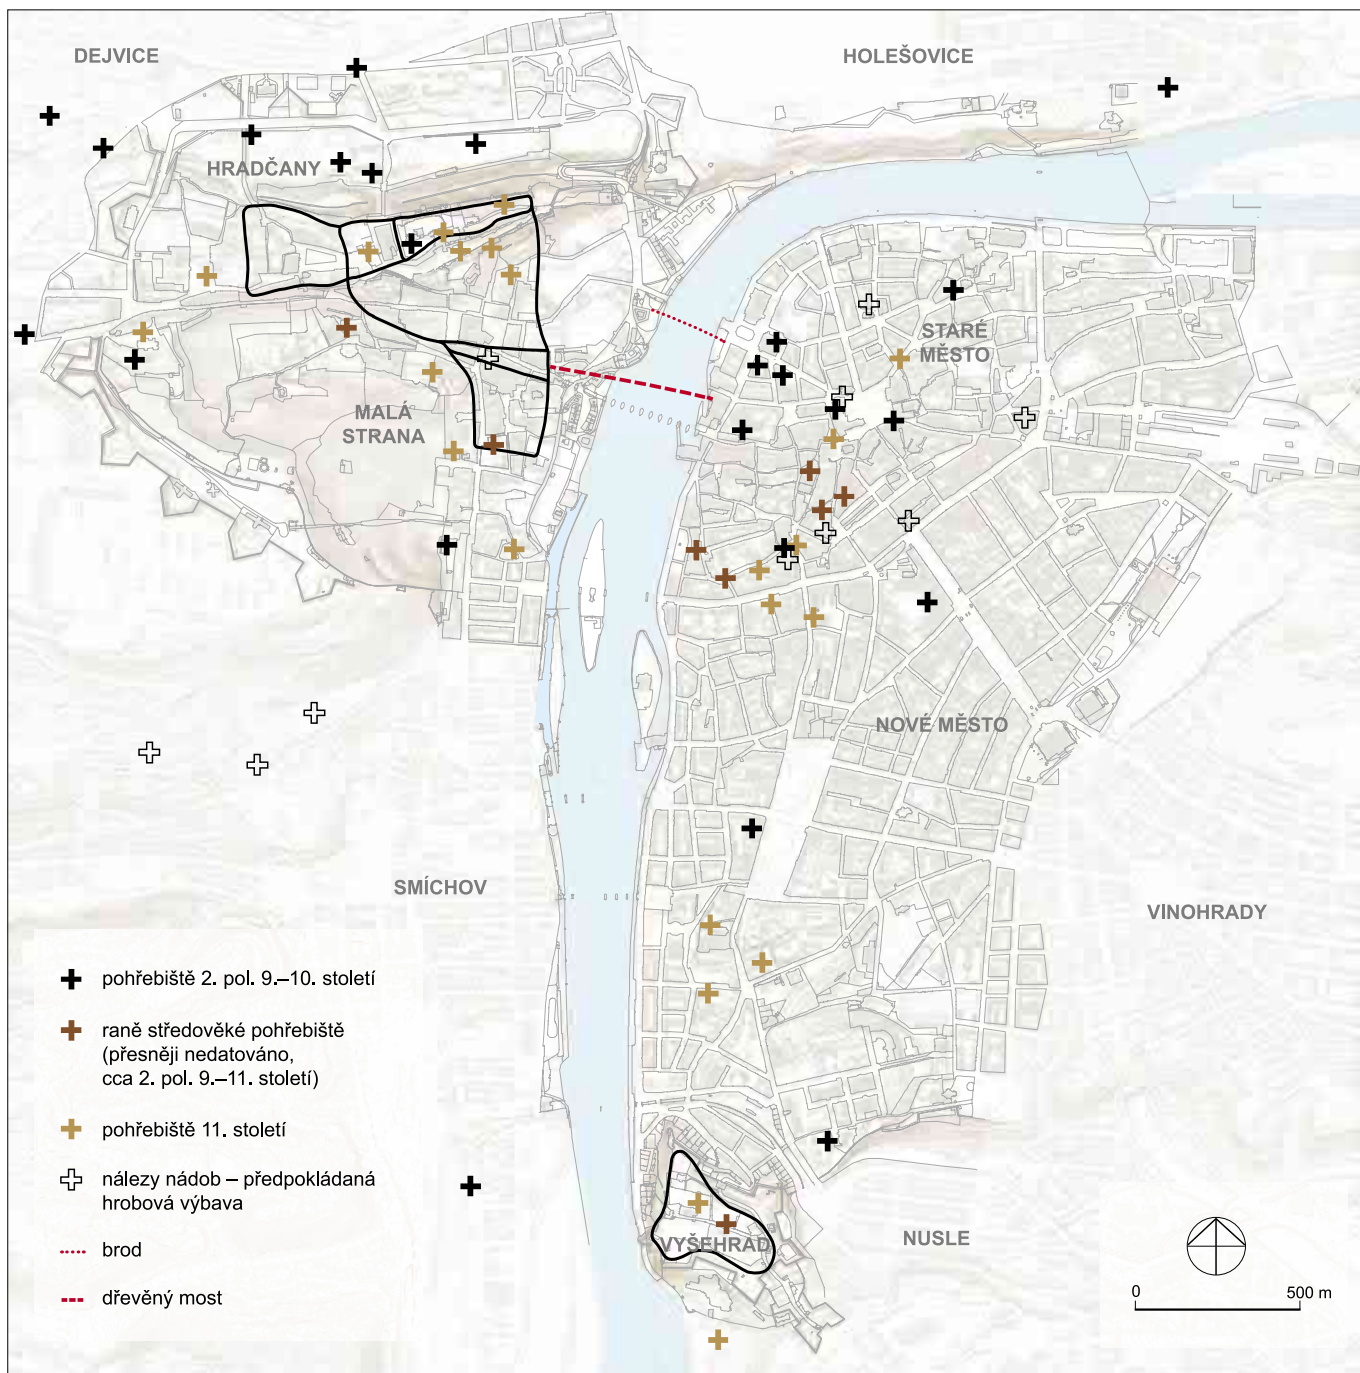 DEJVICE
HOLEŠOVICE
HRADČANY
STARÉ
MĚSTO
MALÁ
STRANA
NOVÉ MĚSTO
SMÍCHOV
VINOHRADY
pohřebiště 2. pol. 9.–10. století
raně středověké pohřebiště
(přesněji nedatováno,
cca 2. pol. 9.–11. století)
pohřebiště 11. století
nálezy nádob – předpokládaná
hrobová výbava
brod
dřevěný most
VYŠEHRAD
NUSLE
0 500 m